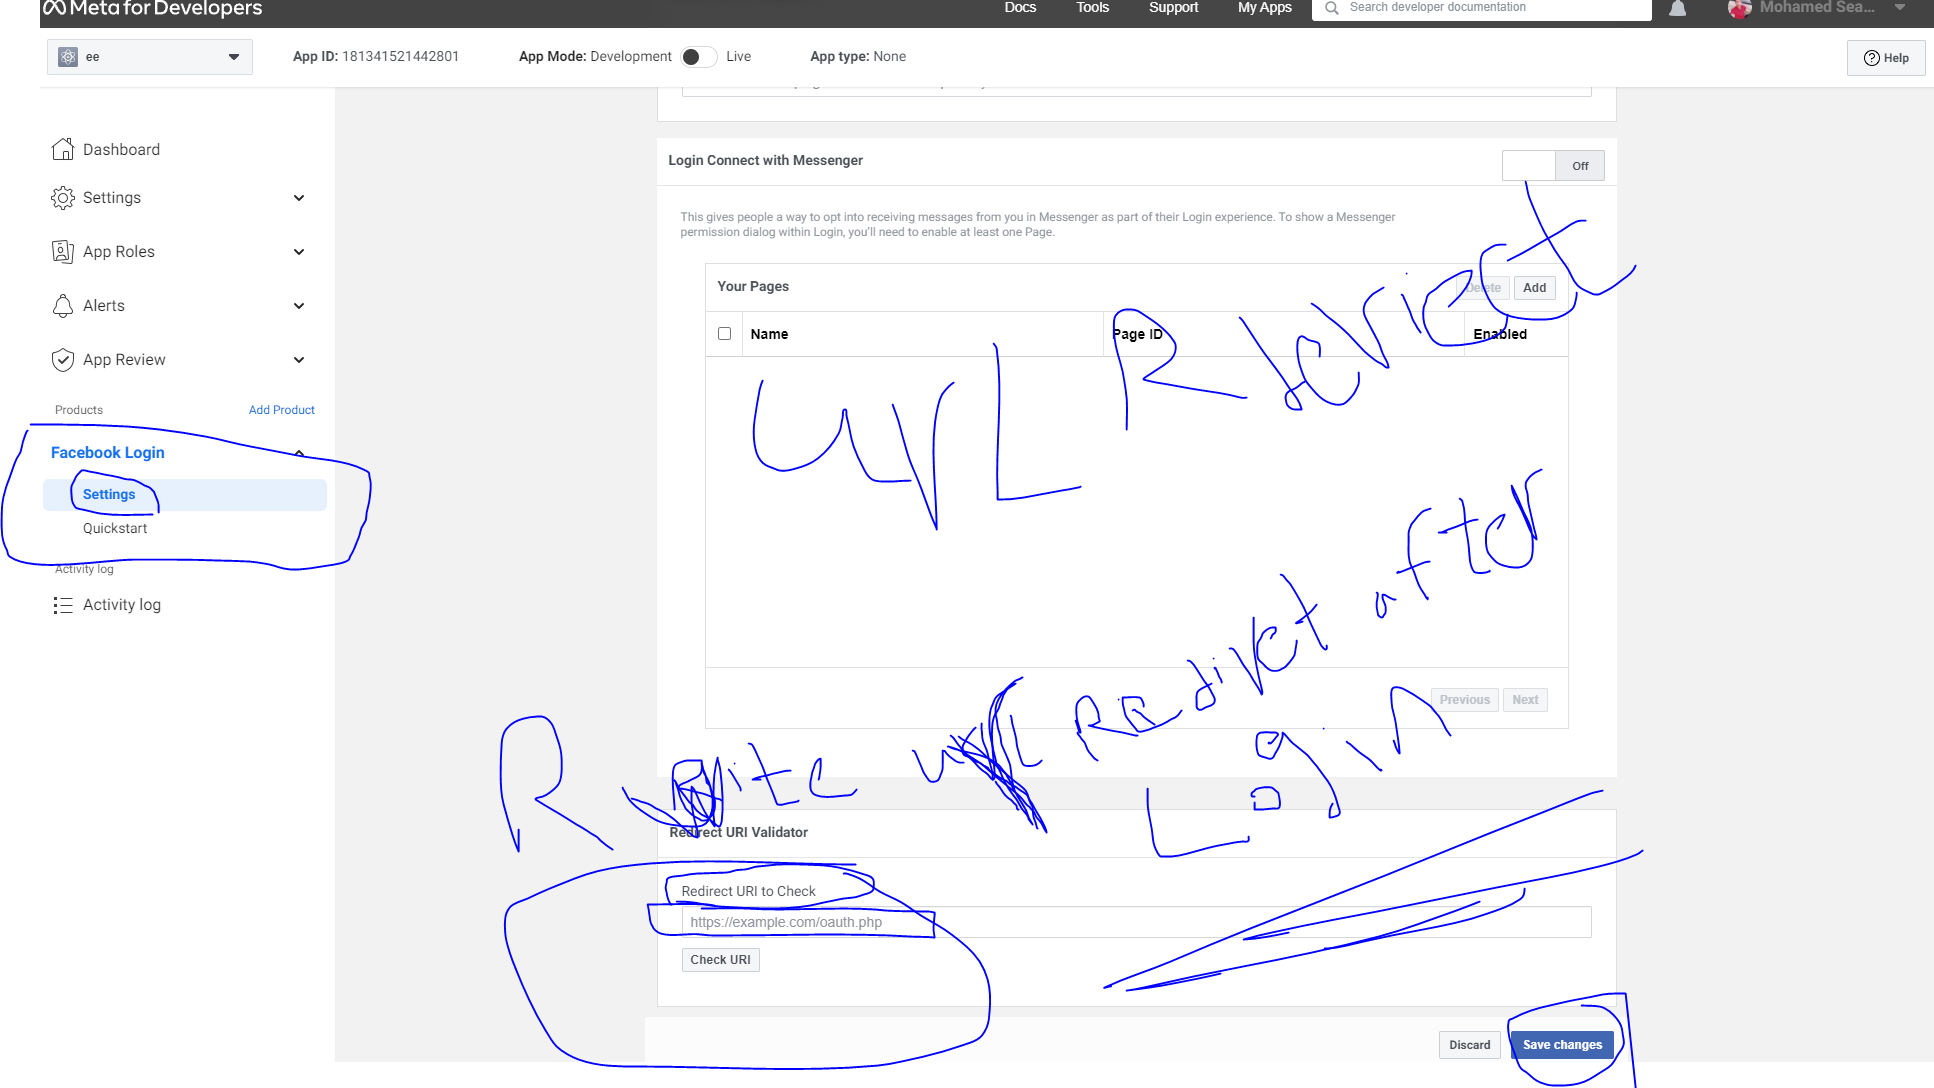 Meta for Developers
Docs Tools Support My Apps Search developer documentation Mohamed Sea...
ee App ID: 181341521442801 App Mode: Development Live App type: None Help
Dashboard
Settings
App Roles
Alerts
App Review
Products Add Product
Facebook Login
Settings
Quickstart
Activity log
Activity log
Login Connect with Messenger Off
This gives people a way to opt into receiving messages from you in Messenger as part of their Login experience. To show a Messenger
permission dialog within Login, you'll need to enable at least one Page.
Your Pages Delete Add
Name Page ID Enabled
url
Previous Next
url Redirect after
Login
Redirect URI Validator
Redirect URI to Check
https://example.com/oauth.php
Check URI
Discard Save changes